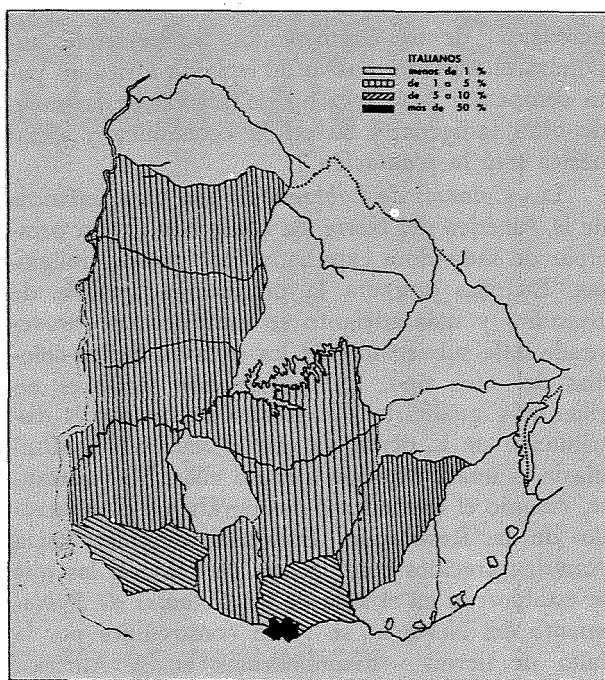 ITALIANOS
menos de 1 %
de 1 a 5 %
de 5 a 10 %
más de 50 %